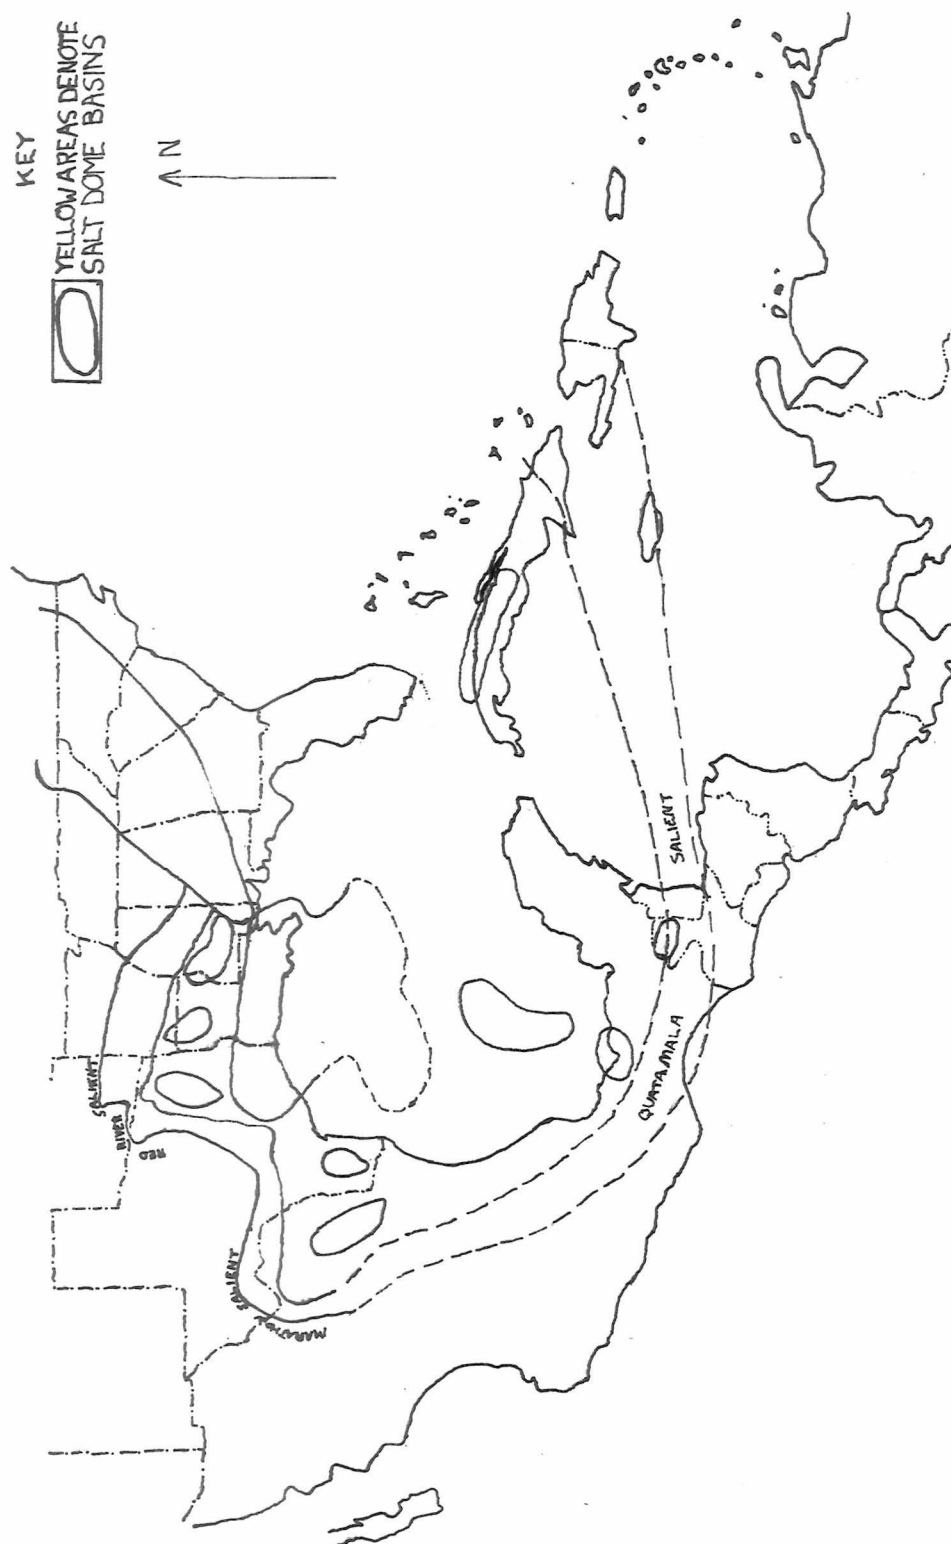 KEY
YELLOW AREAS DENOTE
SALT DOME BASINS
N
SALIENT
RIVER
RED
SALIENT
QUATAMALA
SALIENT